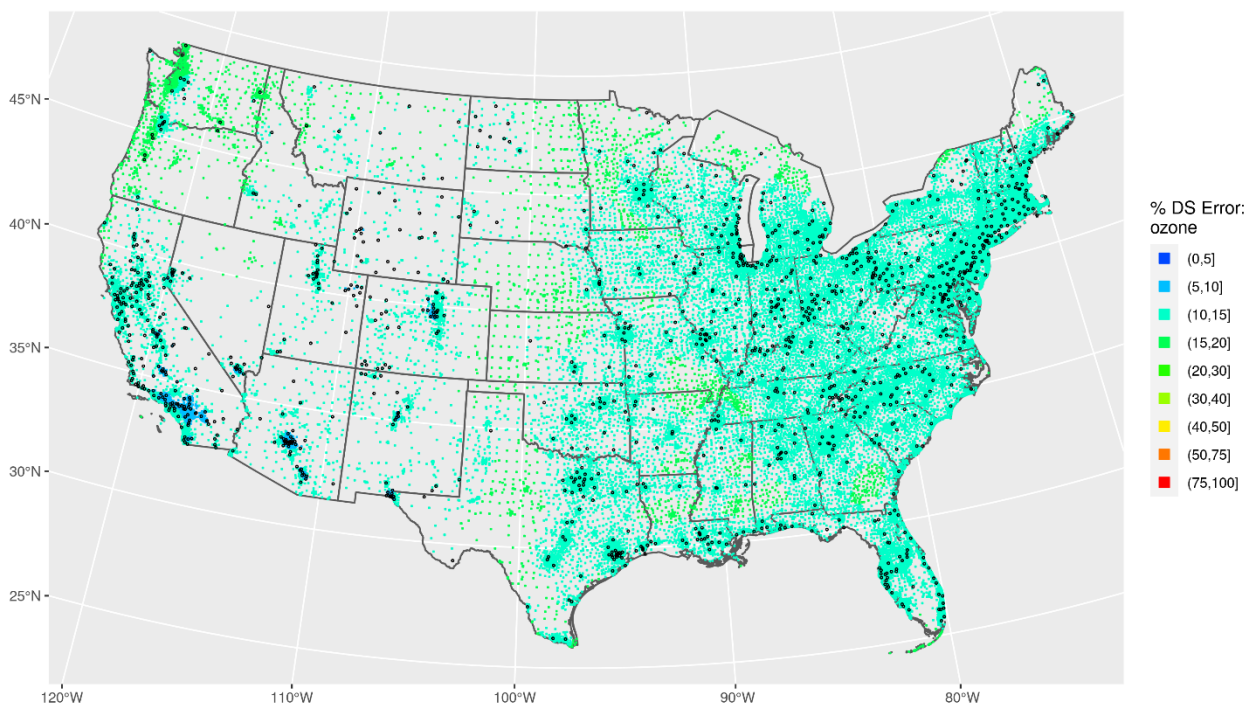 45°N
40°N
35°N
30°N
25°N
120°W
110°W
100°W
90°W
80°W
% DS Error:
ozone
(0,5]
(5,10]
(10,15]
(15,20]
(20,30]
(30,40]
(40,50]
(50,75]
(75,100]